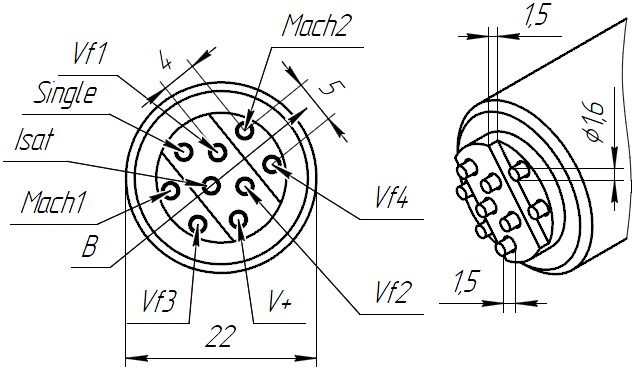 Mach2
1,5
Vf1
4
5
Single
ϕ1,6
Isat
Mach1
Vf4
B
1,5
Vf3
V+
Vf2
22